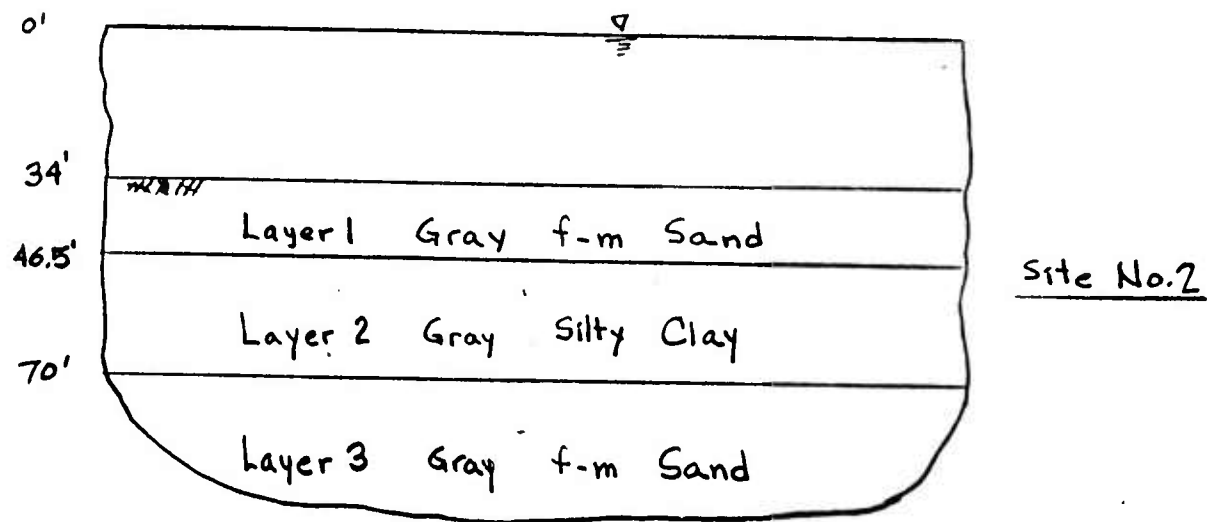 0'
34'
Layer 1 Gray f-m Sand
46.5'
Site No.2
Layer 2 Gray Silty Clay
70'
Layer 3 Gray f-m Sand